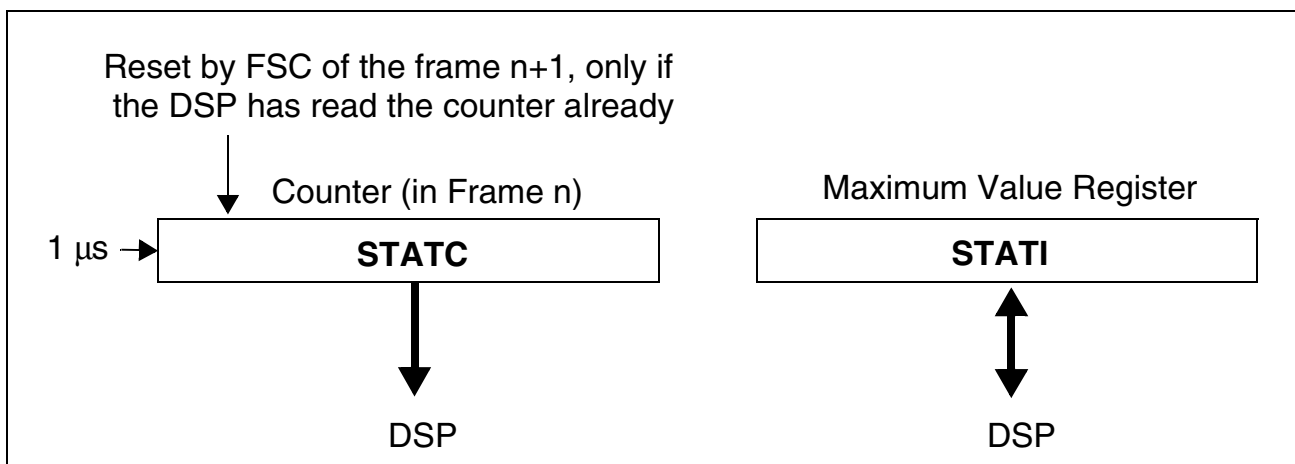 Reset by FSC of the frame n+1, only if
the DSP has read the counter already
Counter (in Frame n)
Maximum Value Register
1 μs
STATC
STATI
DSP
DSP